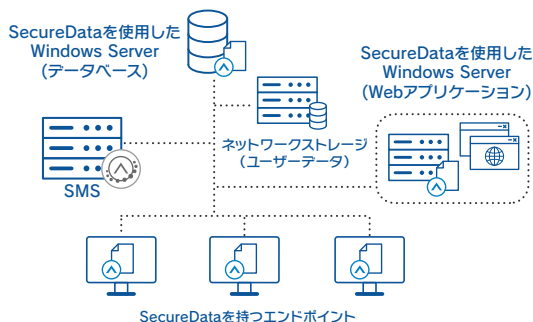 SecureDataを使用した
Windows Server
(データベース)
SecureDataを使用した
Windows Server
(Webアプリケーション)
ネットワークストレージ
(ユーザーデータ)
SMS
SecureDataを持つエンドポイント